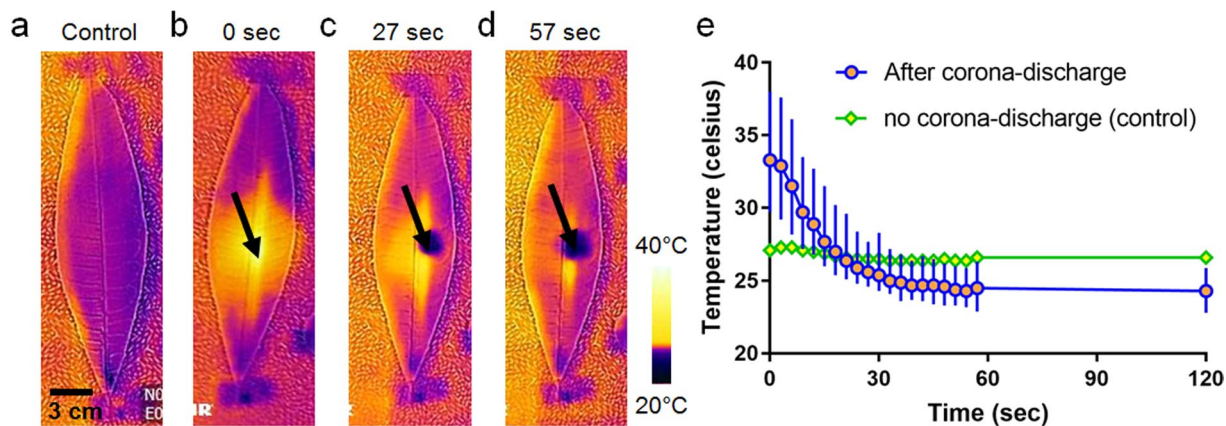 a Control b 0 sec c 27 sec d 57 sec e
3 cm
N0
E0
IR
40°C
20°C
After corona-discharge
no corona-discharge (control)
Temperature (celsius)
40
35
30
25
20
0 30 60 90 120
Time (sec)